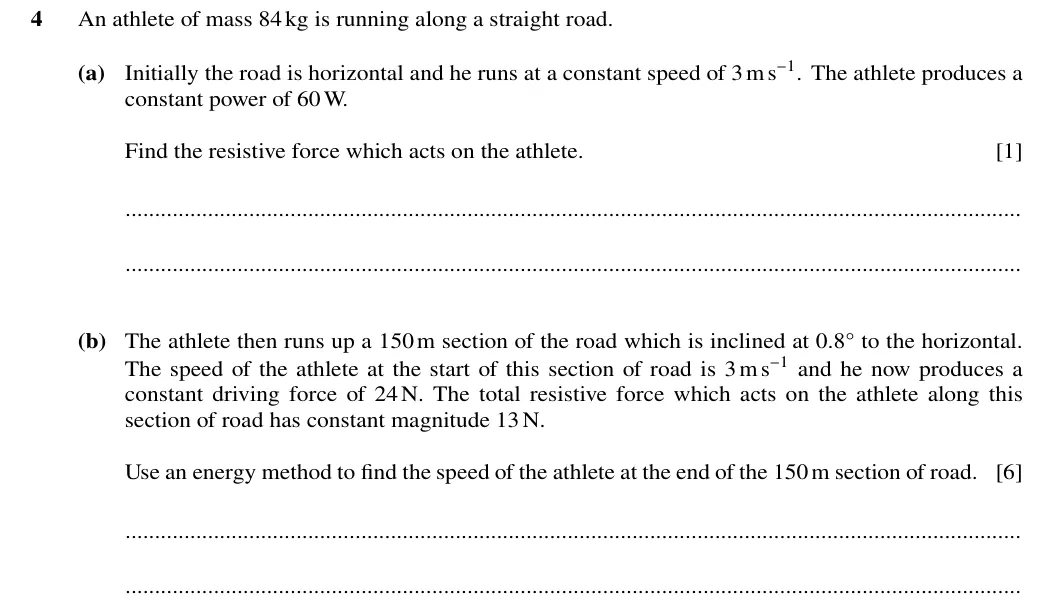 4 An athlete of mass 84 kg is running along a straight road.
(a) Initially the road is horizontal and he runs at a constant speed of 3 m s⁻¹. The athlete produces a
constant power of 60 W.
Find the resistive force which acts on the athlete. [1]
(b) The athlete then runs up a 150 m section of the road which is inclined at 0.8° to the horizontal.
The speed of the athlete at the start of this section of road is 3 m s⁻¹ and he now produces a
constant driving force of 24 N. The total resistive force which acts on the athlete along this
section of road has constant magnitude 13 N.
Use an energy method to find the speed of the athlete at the end of the 150 m section of road. [6]